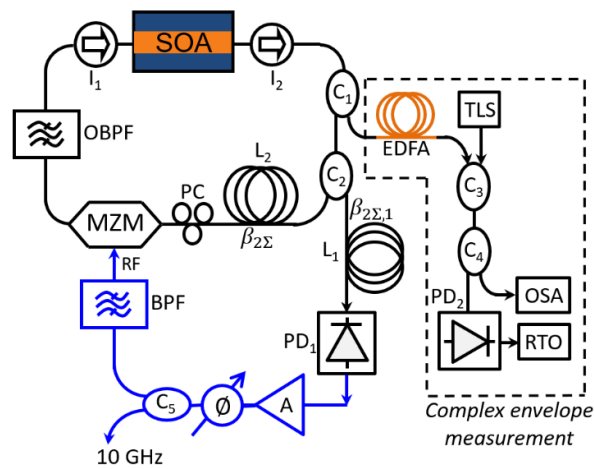 SOA
I₁
I₂
C₁
TLS
OBPF
L₂
EDFA
PC
C₂
C₃
MZM
β₂Σ
β₂Σ,₁
L₁
C₄
RF
PD₂
OSA
BPF
PD₁
RTO
C₅
Ø
A
Complex envelope
measurement
10 GHz